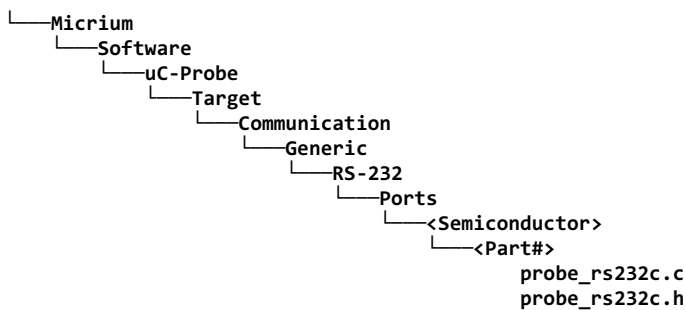 └───Micrium
└───Software
└───uC-Probe
└───Target
└───Communication
└───Generic
└───RS-232
└───Ports
└───<Semiconductor>
└───<Part#>
probe_rs232c.c
probe_rs232c.h